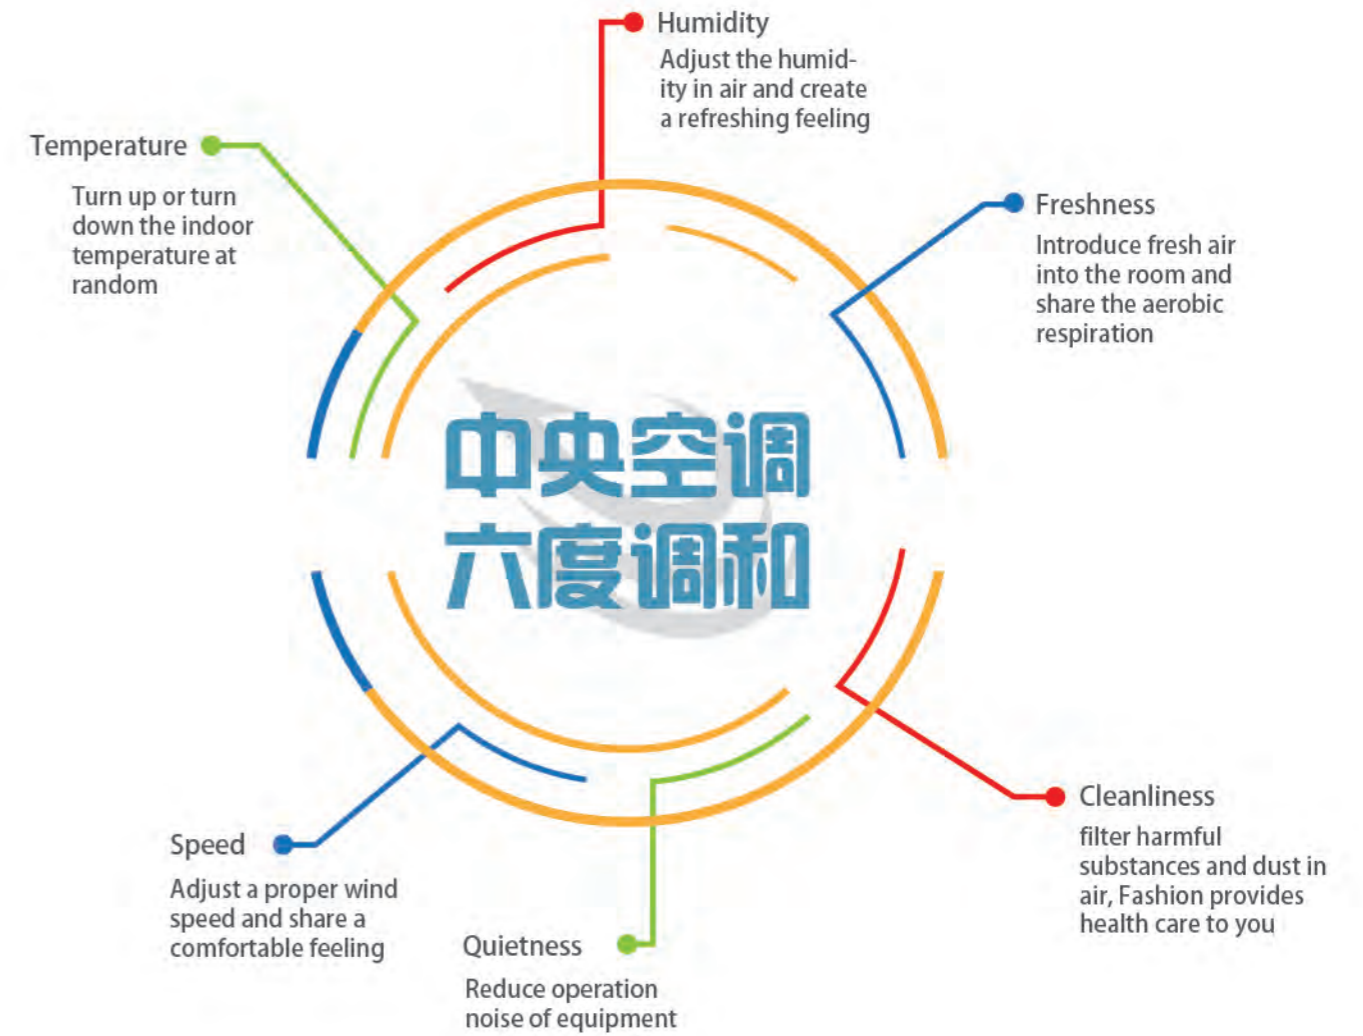 Humidity
Adjust the humid-
ity in air and create
a refreshing feeling
Temperature
Turn up or turn
down the indoor
temperature at
random
Freshness
Introduce fresh air
into the room and
share the aerobic
respiration
中央空调
六度调和
Cleanliness
filter harmful
substances and dust in
air, Fashion provides
health care to you
Speed
Adjust a proper wind
speed and share a
comfortable feeling
Quietness
Reduce operation
noise of equipment